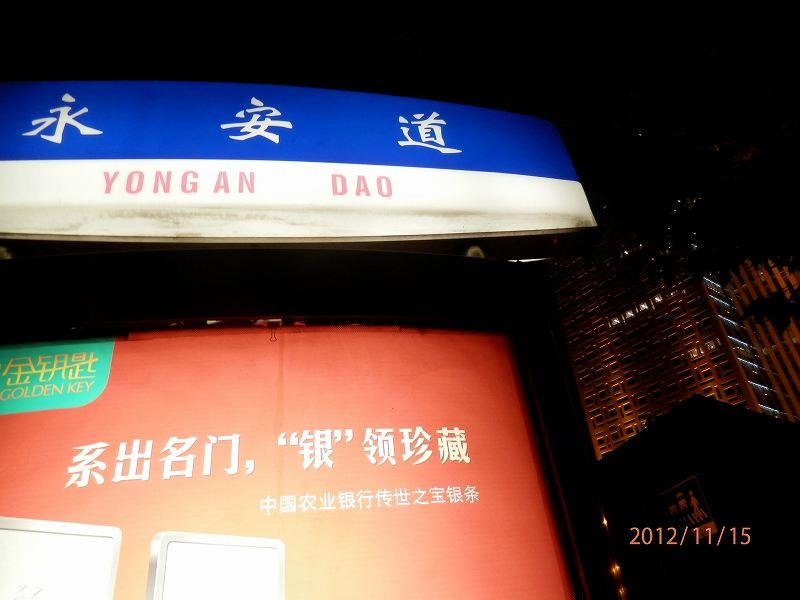 永安道
YONG AN DAO
金钥匙
GOLDEN KEY
系出名门，“银”领珍藏
中国农业银行传世之宝银条
2012/11/15